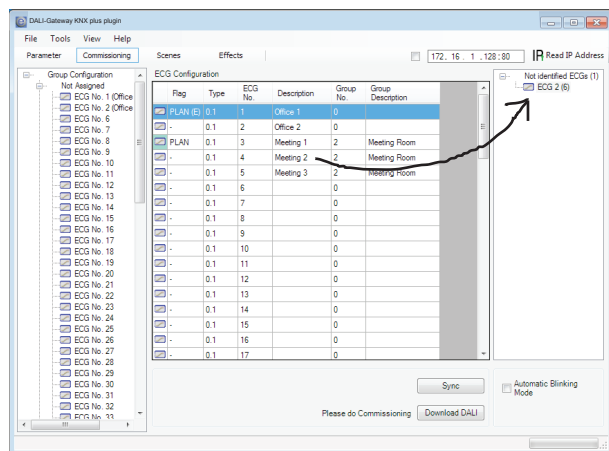 DALI-Gateway KNX plus plugin
File Tools View Help
Parameter Commissioning Scenes Effects 172. 16 . 1 .128:80 Read IP Address
Group Configuration
Not Assigned
ECG No. 1 (Office
ECG No. 2 (Office
ECG No. 6
ECG No. 7
ECG No. 8
ECG No. 9
ECG No. 10
ECG No. 11
ECG No. 12
ECG No. 13
ECG No. 14
ECG No. 15
ECG No. 16
ECG No. 17
ECG No. 18
ECG No. 19
ECG No. 20
ECG No. 21
ECG No. 22
ECG No. 23
ECG No. 24
ECG No. 25
ECG No. 26
ECG No. 27
ECG No. 28
ECG No. 29
ECG No. 30
ECG No. 31
ECG No. 32
ECG No. 33
ECG Configuration
Flag Type ECG No. Description Group No. Group Description
PLAN (E) 0.1 1 Office 1 0
- 0.1 2 Office 2 0
PLAN 0.1 3 Meeting 1 2 Meeting Room
- 0.1 4 Meeting 2 2 Meeting Room
- 0.1 5 Meeting 3 2 Meeting Room
- 0.1 6 0
- 0.1 7 0
- 0.1 8 0
- 0.1 9 0
- 0.1 10 0
- 0.1 11 0
- 0.1 12 0
- 0.1 13 0
- 0.1 14 0
- 0.1 15 0
- 0.1 16 0
- 0.1 17 0
Not identified ECGs (1)
ECG 2 (6)
Sync
Please do Commissioning Download DALI
Automatic Blinking
Mode